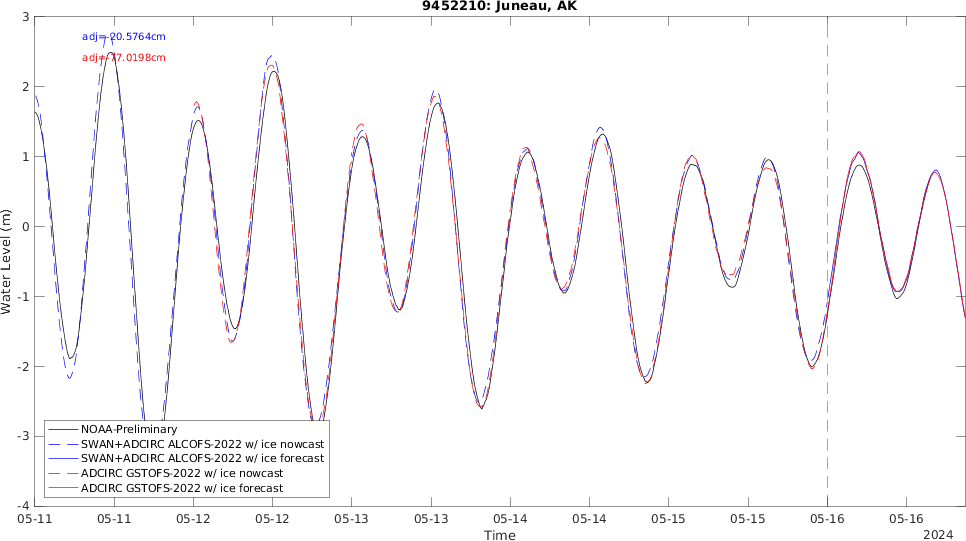 9452210: Juneau, AK
adj=-20.5764cm
adj=-17.0198cm
3
2
1
0
-1
-2
-3
-4
Water Level (m)
NOAA-Preliminary
SWAN+ADCIRC ALCOFS-2022 w/ ice nowcast
SWAN+ADCIRC ALCOFS-2022 w/ ice forecast
ADCIRC GSTOFS-2022 w/ ice nowcast
ADCIRC GSTOFS-2022 w/ ice forecast
05-11 05-11 05-12 05-12 05-13 05-13 05-14 05-14 05-15 05-15 05-16 05-16
Time
2024